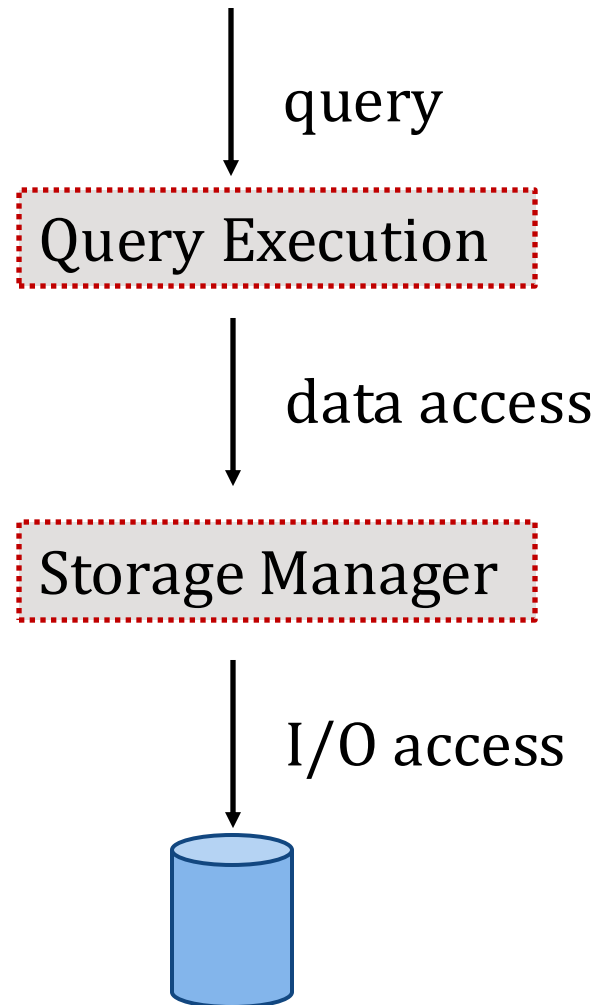 query
Query Execution
data access
Storage Manager
I/O access